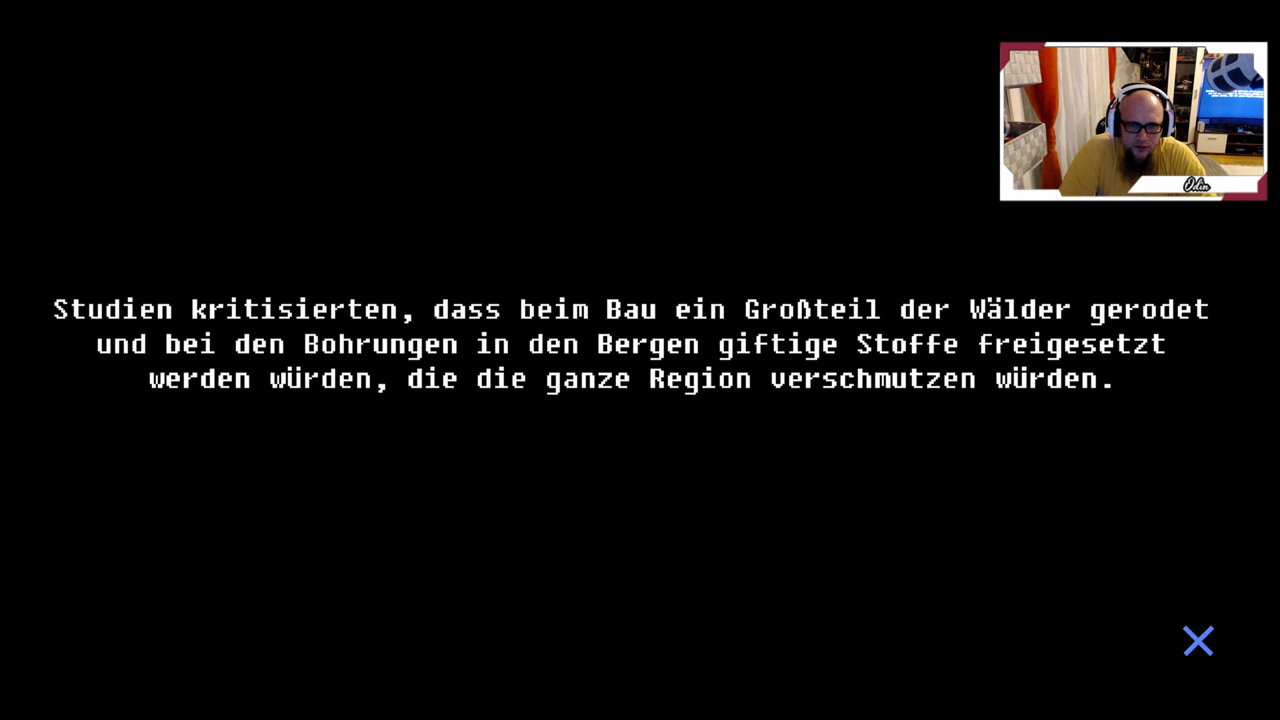 Odin
Studien kritisierten, dass beim Bau ein Großteil der Wälder gerodet
und bei den Bohrungen in den Bergen giftige Stoffe freigesetzt
werden würden, die die ganze Region verschmutzen würden.